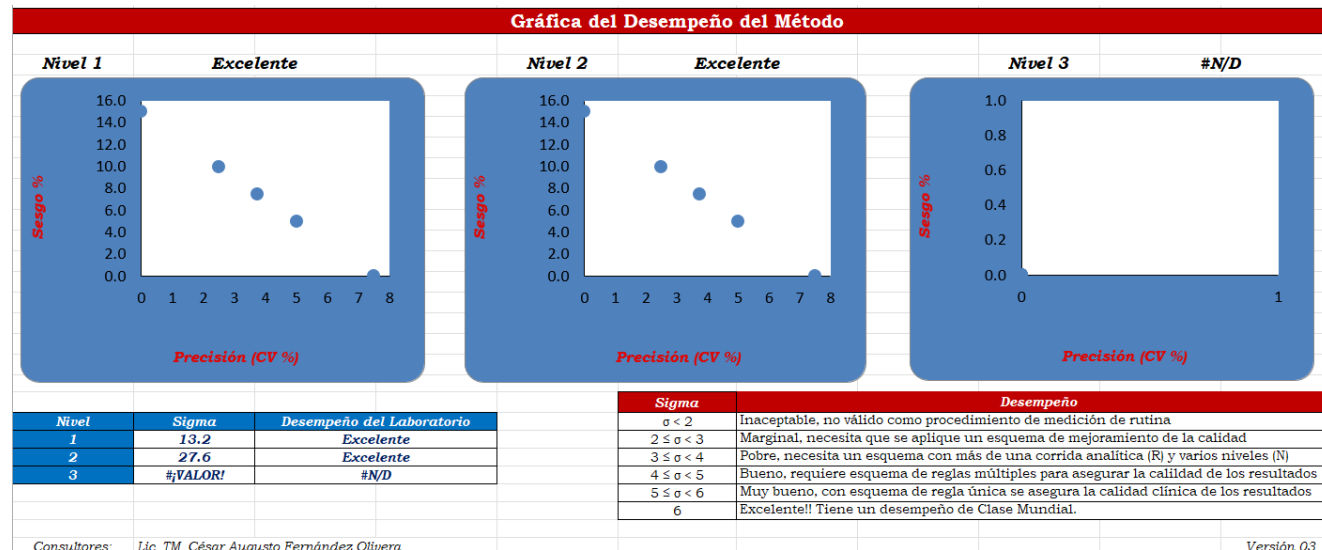 Gráfica del Desempeño del Método
Nivel 1 Excelente Nivel 2 Excelente Nivel 3 #N/D
16.0
14.0
12.0
10.0
8.0
6.0
4.0
2.0
0.0
0 1 2 3 4 5 6 7 8
Sesgo %
Precisión (CV %)
16.0
14.0
12.0
10.0
8.0
6.0
4.0
2.0
0.0
0 1 2 3 4 5 6 7 8
Sesgo %
Precisión (CV %)
1.0
0.8
0.6
0.4
0.2
0.0
0 1
Sesgo %
Precisión (CV %)
Nivel Sigma Desempeño del Laboratorio
1 13.2 Excelente
2 27.6 Excelente
3 #¡VALOR! #N/D
Sigma Desempeño
σ < 2 Inaceptable, no válido como procedimiento de medición de rutina
2 ≤ σ < 3 Marginal, necesita que se aplique un esquema de mejoramiento de la calidad
3 ≤ σ < 4 Pobre, necesita un esquema con más de una corrida analítica (R) y varios niveles (N)
4 ≤ σ < 5 Bueno, requiere esquema de reglas múltiples para asegurar la calildad de los resultados
5 ≤ σ < 6 Muy bueno, con esquema de regla única se asegura la calidad clínica de los resultados
6 Excelente!! Tiene un desempeño de Clase Mundial.
Consultores: Lic. TM. César Augusto Fernández Olivera Versión 03